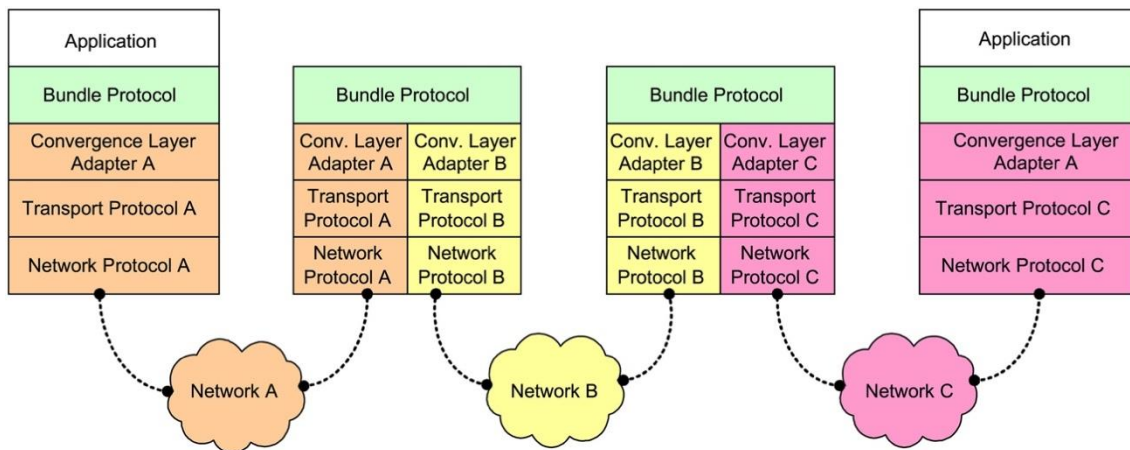 Application
Bundle Protocol
Convergence Layer
Adapter A
Transport Protocol A
Network Protocol A
Bundle Protocol
Conv. Layer
Adapter A
Conv. Layer
Adapter B
Transport
Protocol A
Transport
Protocol B
Network
Protocol A
Network
Protocol B
Bundle Protocol
Conv. Layer
Adapter B
Conv. Layer
Adapter C
Transport
Protocol B
Transport
Protocol C
Network
Protocol B
Network
Protocol C
Application
Bundle Protocol
Convergence Layer
Adapter A
Transport Protocol C
Network Protocol C
Network A
Network B
Network C